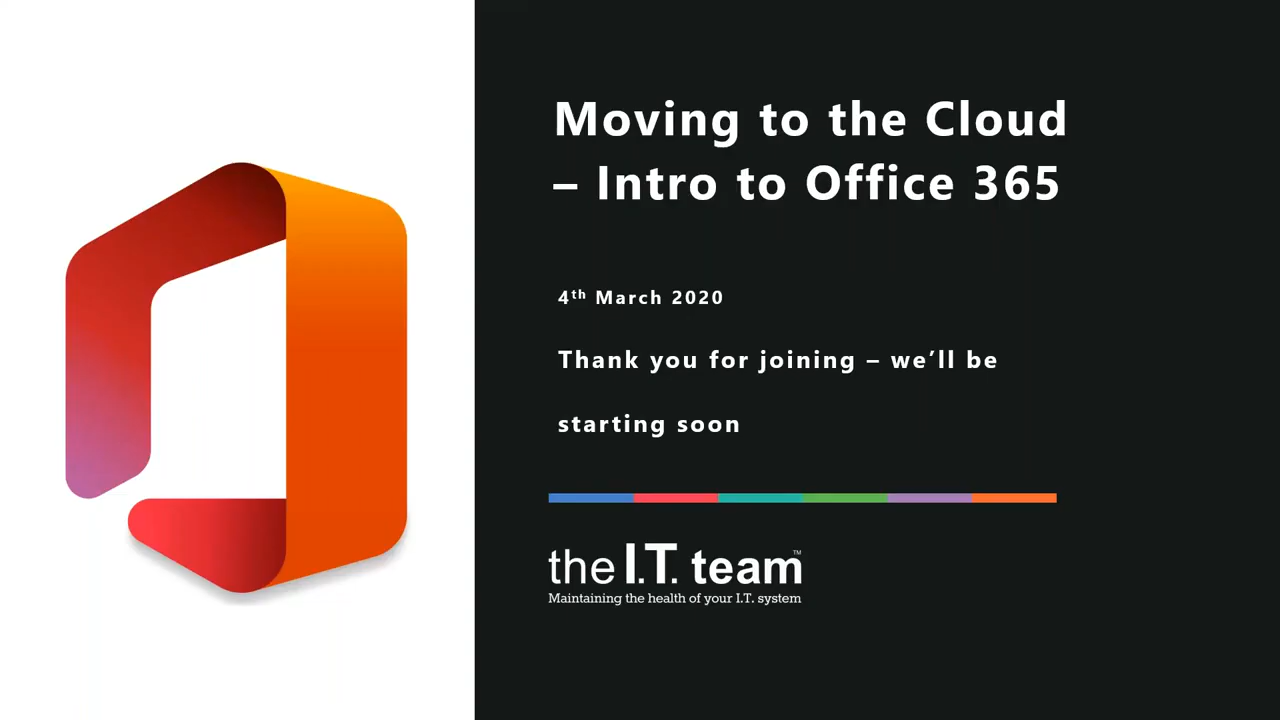 Moving to the Cloud
– Intro to Office 365
4th March 2020
Thank you for joining – we’ll be
starting soon
the I.T. team™
Maintaining the health of your I.T. system